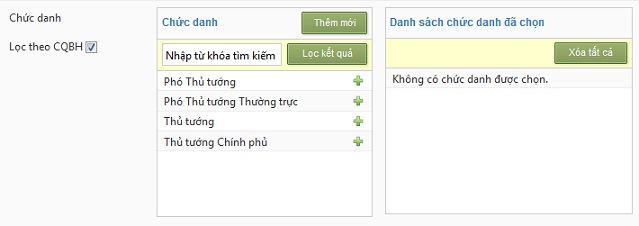 Chức danh
Lọc theo CQBH
Chức danh
Thêm mới
Nhập từ khóa tìm kiếm
Lọc kết quả
Phó Thủ tướng
Phó Thủ tướng Thường trực
Thủ tướng
Thủ tướng Chính phủ
Danh sách chức danh đã chọn
Xóa tất cả
Không có chức danh được chọn.